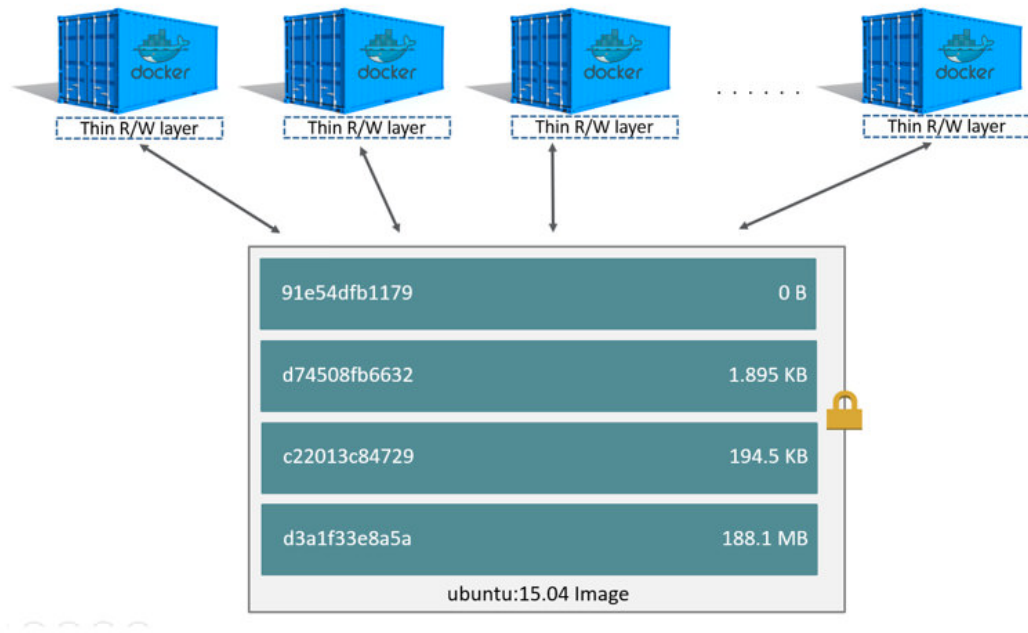 docker docker docker docker
. . . . . .
Thin R/W layer Thin R/W layer Thin R/W layer Thin R/W layer
91e54dfb1179 0 B
d74508fb6632 1.895 KB
c22013c84729 194.5 KB
d3a1f33e8a5a 188.1 MB
ubuntu:15.04 Image